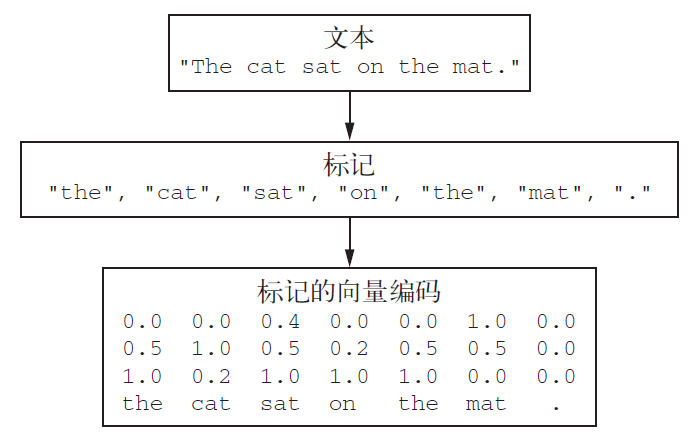 文本
"The cat sat on the mat."
标记
"the", "cat", "sat", "on", "the", "mat", "."
标记的向量编码
0.0 0.0 0.4 0.0 0.0 1.0 0.0
0.5 1.0 0.5 0.2 0.5 0.5 0.0
1.0 0.2 1.0 1.0 1.0 0.0 0.0
the cat sat on the mat .